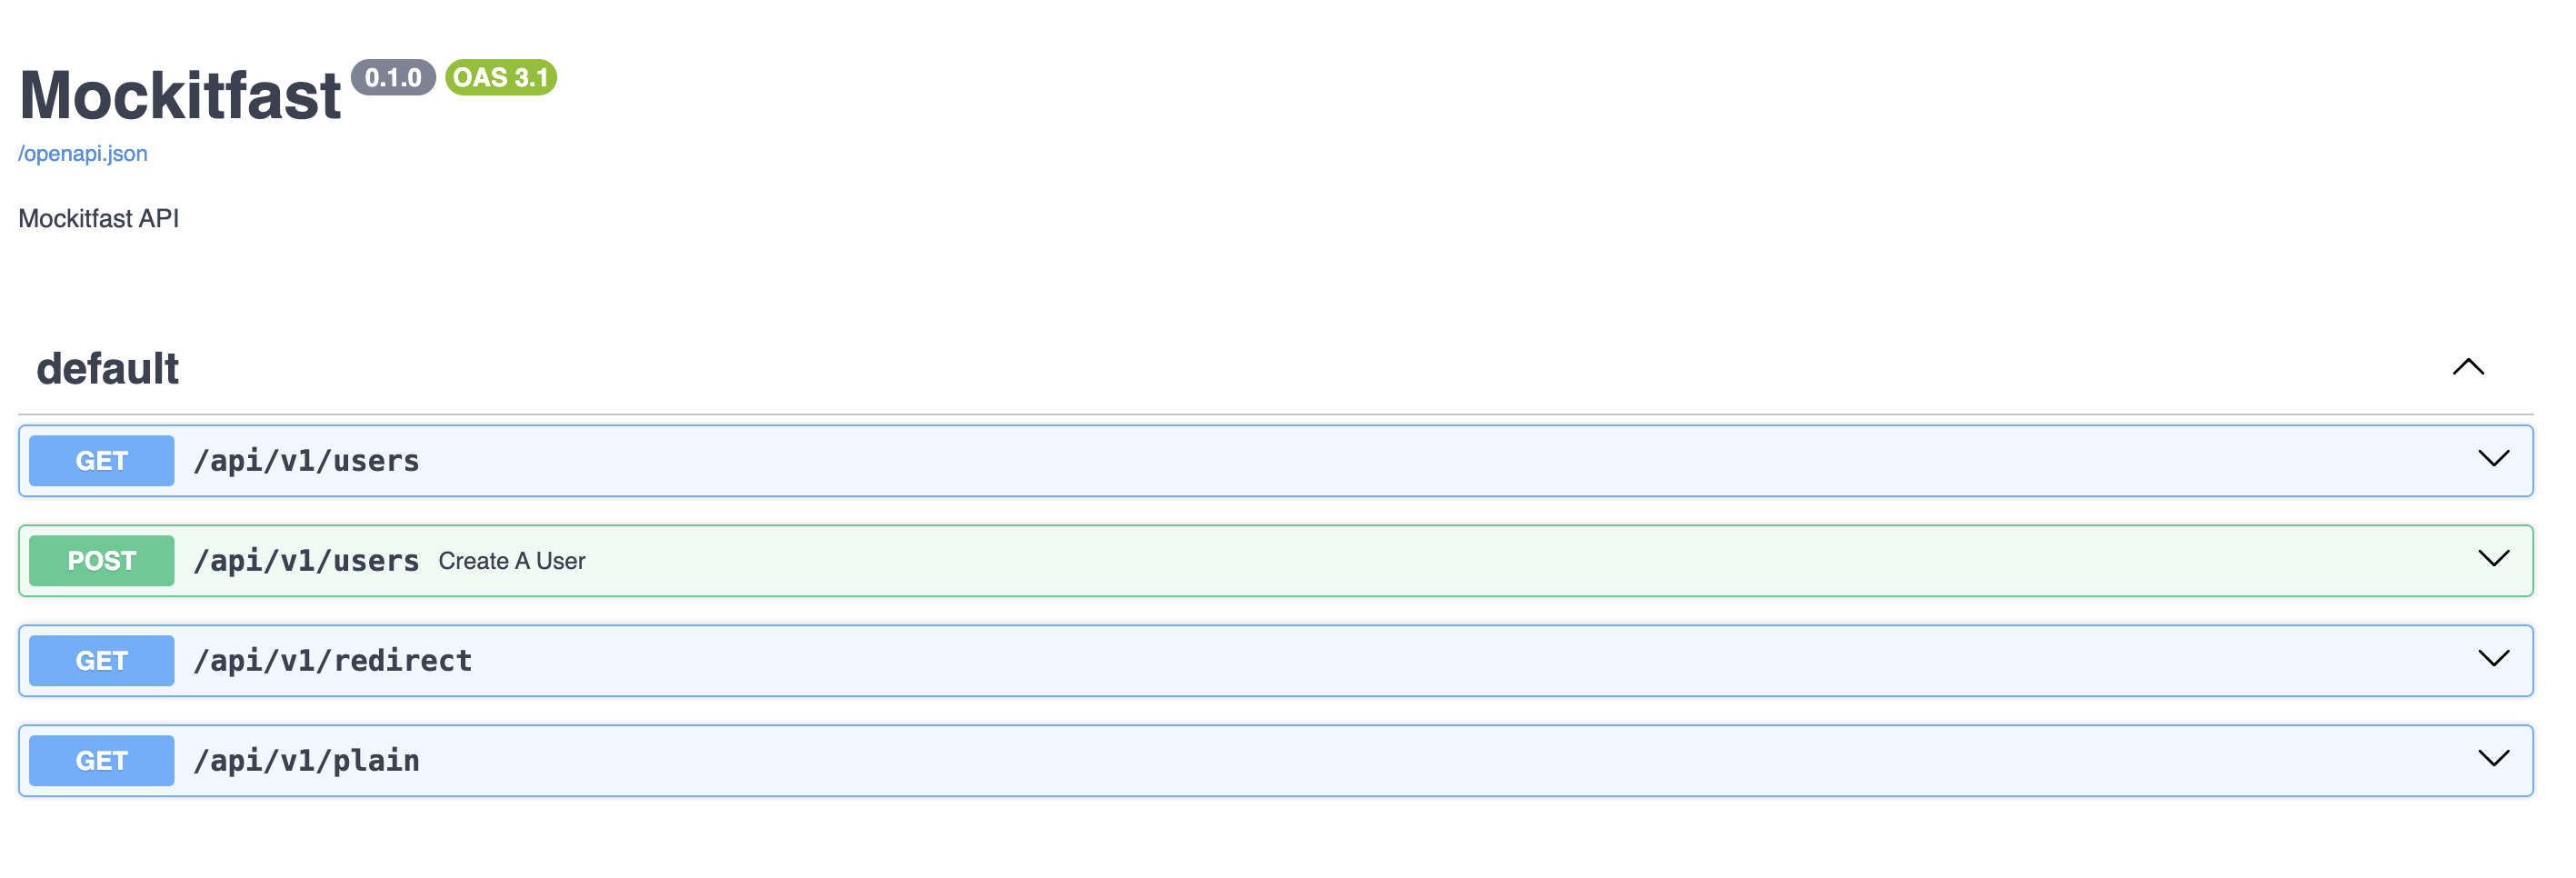 Mockitfast 0.1.0 OAS 3.1
/openapi.json
Mockitfast API
default
GET /api/v1/users
POST /api/v1/users Create A User
GET /api/v1/redirect
GET /api/v1/plain